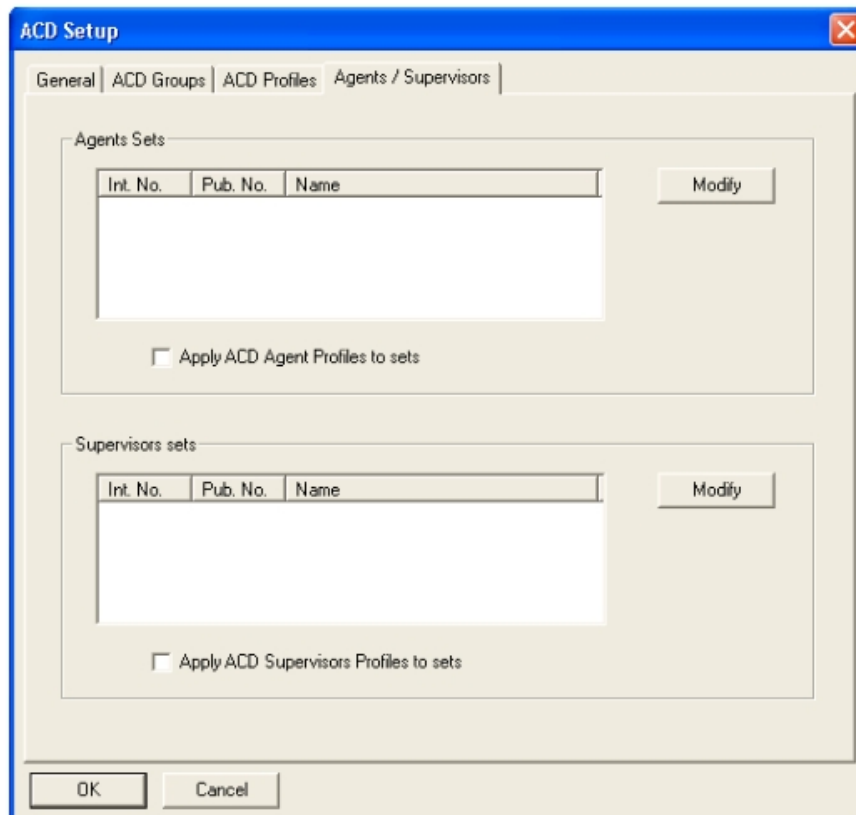 ACD Setup
General ACD Groups ACD Profiles Agents / Supervisors
Agents Sets
Int. No. Pub. No. Name
Modify
Apply ACD Agent Profiles to sets
Supervisors sets
Int. No. Pub. No. Name
Modify
Apply ACD Supervisors Profiles to sets
OK Cancel